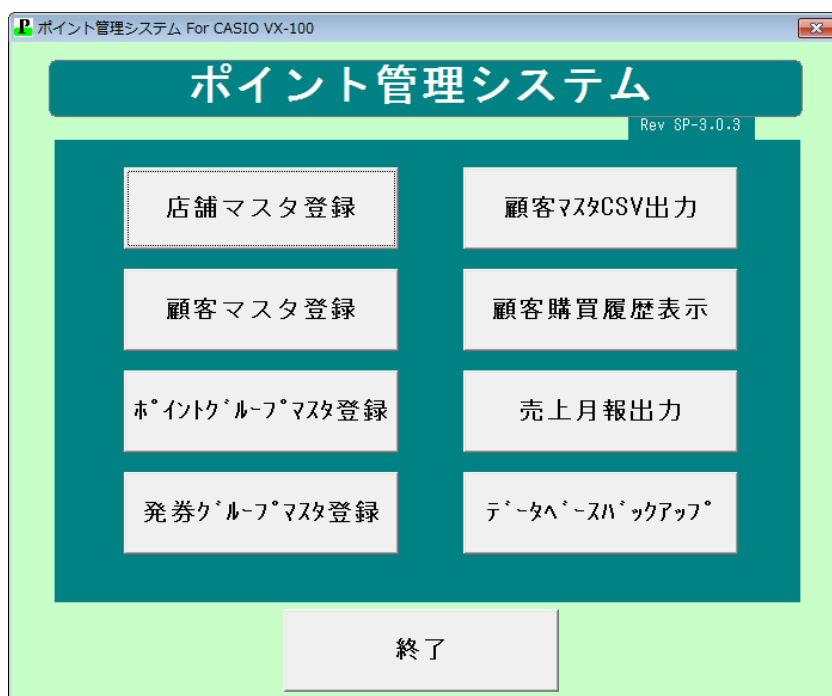 ポイント管理システム For CASIO VX-100
ポイント管理システム
Rev SP-3.0.3
店舗マスタ登録
顧客ﾏｽﾀCSV出力
顧客マスタ登録
顧客購買履歴表示
ﾎﾟｲﾝﾄｸﾞﾙｰﾌﾟﾏｽﾀ登録
売上月報出力
発券ｸﾞﾙｰﾌﾟﾏｽﾀ登録
ﾃﾞｰﾀﾍﾞｰｽﾊﾞｯｸｱｯﾌﾟ
終了